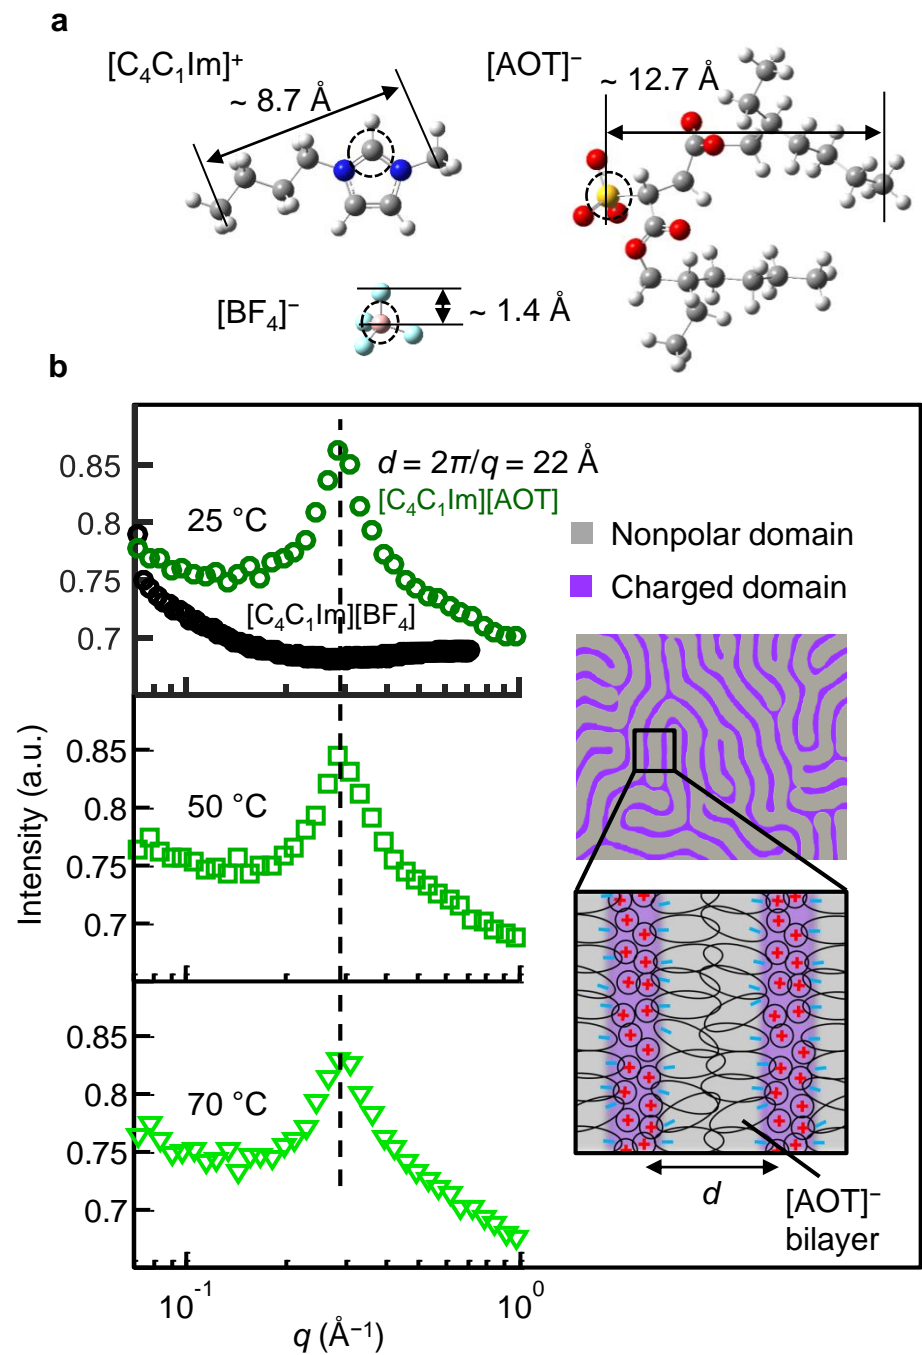 a
[C₄C₁Im]⁺
~ 8.7 Å
[AOT]⁻
~ 12.7 Å
[BF₄]⁻
~ 1.4 Å
b
Intensity (a.u.)
0.85
0.8
0.75
0.7
25 °C
d = 2π/q = 22 Å
[C₄C₁Im][AOT]
[C₄C₁Im][BF₄]
0.85
0.8
0.75
0.7
50 °C
0.85
0.8
0.75
0.7
70 °C
10⁻¹
10⁰
q (Å⁻¹)
Nonpolar domain
Charged domain
d
[AOT]⁻
bilayer